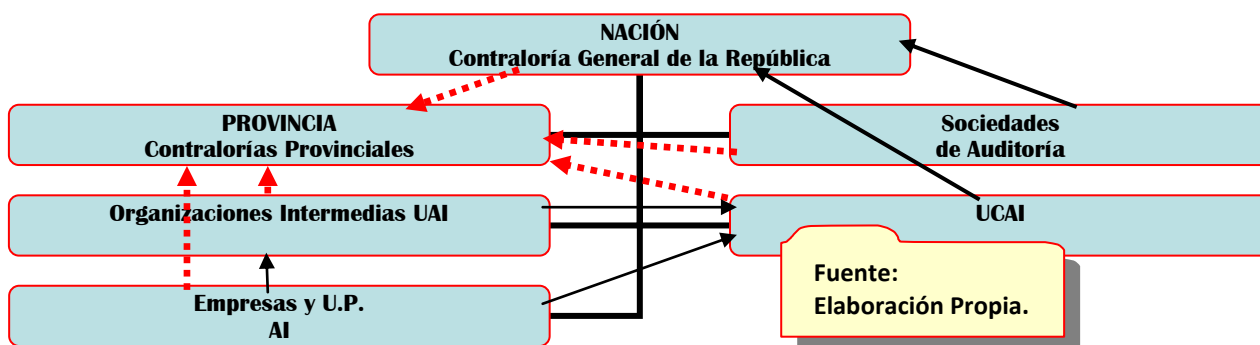 NACIÓN
Contraloría General de la República
PROVINCIA
Contralorías Provinciales
Sociedades
de Auditoría
Organizaciones Intermedias UAI
UCAI
Empresas y U.P.
AI
Fuente:
Elaboración Propia.